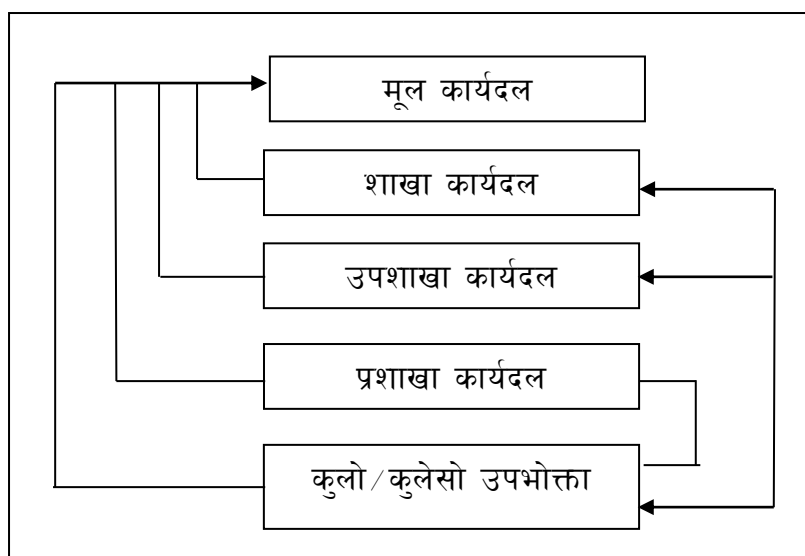 मूल कार्यदल
शाखा कार्यदल
उपशाखा कार्यदल
प्रशाखा कार्यदल
कुलो/कुलेसो उपभोक्ता